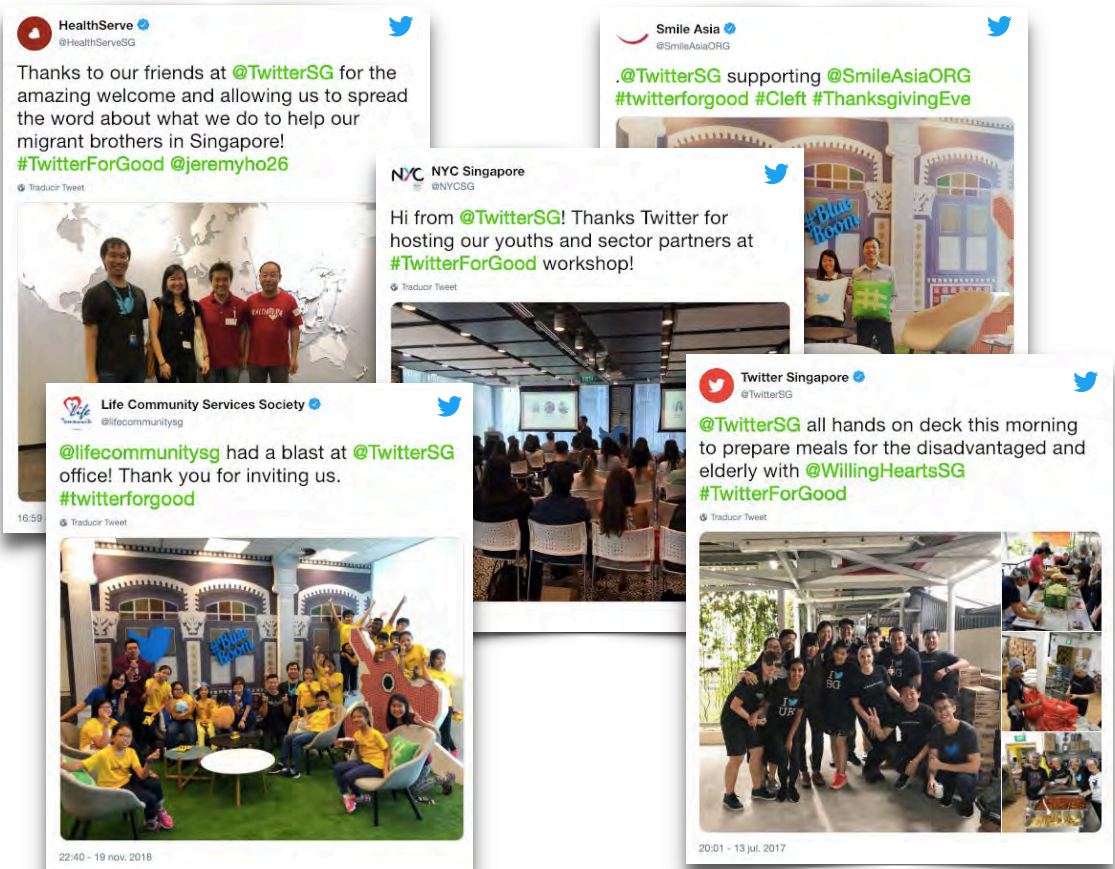 HealthServe
@HealthServeSG
Thanks to our friends at @TwitterSG for the
amazing welcome and allowing us to spread
the word about what we do to help our
migrant brothers in Singapore!
#TwitterForGood @jeremyho26
Traducir Tweet
16:59
Smile Asia
@SmileAsiaORG
.@TwitterSG supporting @SmileAsiaORG
#twitterforgood #Cleft #ThanksgivingEve
#Blue
Room
NYC
NYC Singapore
@NYCSG
Hi from @TwitterSG! Thanks Twitter for
hosting our youths and sector partners at
#TwitterForGood workshop!
Traducir Tweet
Life
Life Community Services Society
@lifecommunitysg
@lifecommunitysg had a blast at @TwitterSG
office! Thank you for inviting us.
#twitterforgood
Traducir Tweet
#Blue
Room
22:40 - 19 nov. 2018
Twitter Singapore
@TwitterSG
@TwitterSG all hands on deck this morning
to prepare meals for the disadvantaged and
elderly with @WillingHeartsSG
#TwitterForGood
Traducir Tweet
I
SG
I
UK
20:01 - 13 jul. 2017